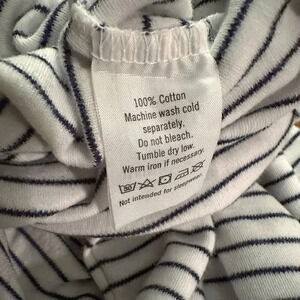 100% Cotton
Machine wash cold
separately.
Do not bleach.
Tumble dry low.
Warm iron if necessary.
Not intended for sleepwear.